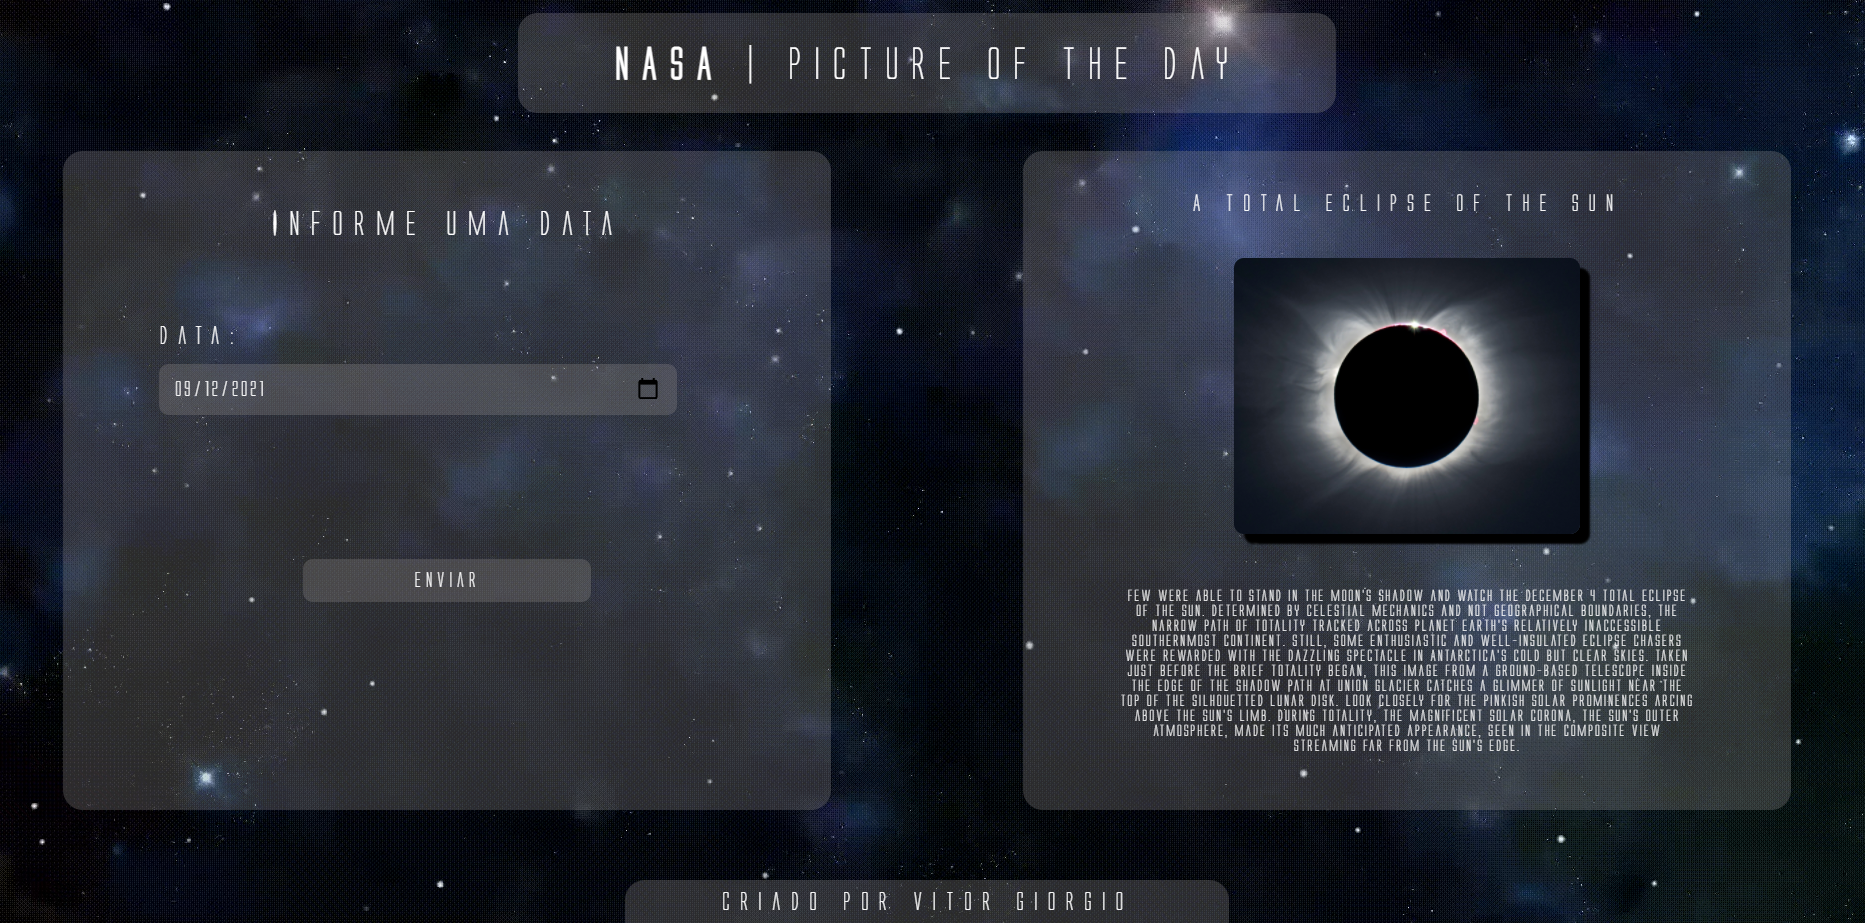 NASA | PICTURE OF THE DAY
INFORME UMA DATA
DATA:
09/12/2021
ENVIAR
A TOTAL ECLIPSE OF THE SUN
FEW WERE ABLE TO STAND IN THE MOON'S SHADOW AND WATCH THE DECEMBER 4 TOTAL ECLIPSE
OF THE SUN. DETERMINED BY CELESTIAL MECHANICS AND NOT GEOGRAPHICAL BOUNDARIES, THE
NARROW PATH OF TOTALITY TRACKED ACROSS PLANET EARTH'S RELATIVELY INACCESSIBLE
SOUTHERNMOST CONTINENT. STILL, SOME ENTHUSIASTIC AND WELL-INSULATED ECLIPSE CHASERS
WERE REWARDED WITH THE DAZZLING SPECTACLE IN ANTARCTICA'S COLD BUT CLEAR SKIES. TAKEN
JUST BEFORE THE BRIEF TOTALITY BEGAN, THIS IMAGE FROM A GROUND-BASED TELESCOPE INSIDE
THE EDGE OF THE SHADOW PATH AT UNION GLACIER CATCHES A GLIMMER OF SUNLIGHT NEAR THE
TOP OF THE SILHOUETTED LUNAR DISK. LOOK CLOSELY FOR THE PINKISH SOLAR PROMINENCES ARCING
ABOVE THE SUN'S LIMB. DURING TOTALITY, THE MAGNIFICENT SOLAR CORONA, THE SUN'S OUTER
ATMOSPHERE, MADE ITS MUCH ANTICIPATED APPEARANCE, SEEN IN THE COMPOSITE VIEW
STREAMING FAR FROM THE SUN'S EDGE.
CRIADO POR VITOR GIORGIO